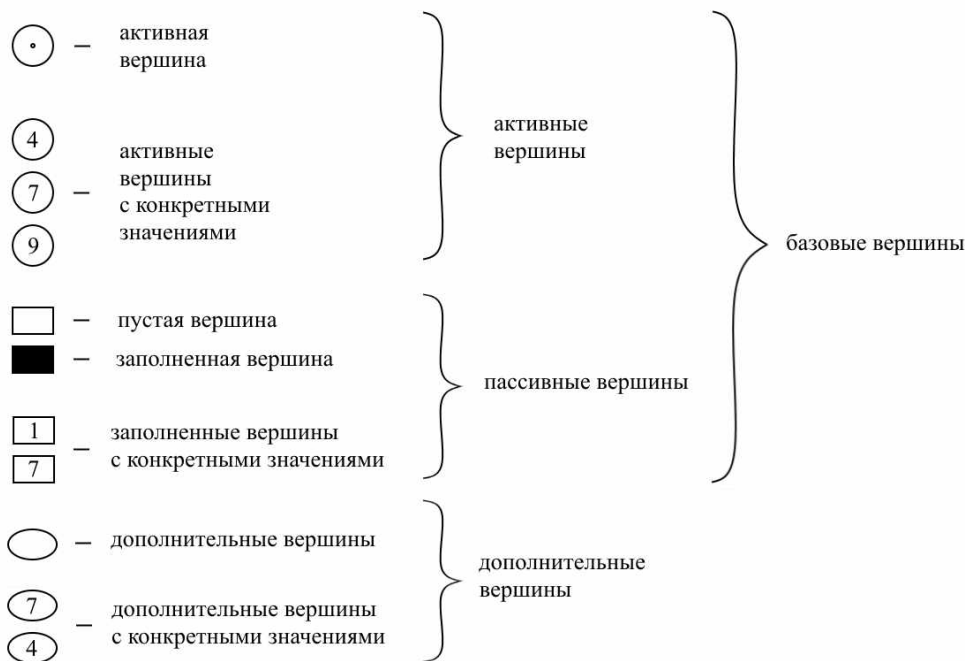 – активная
вершина
4
7
9
– активные
вершины
с конкретными
значениями
активные
вершины
– пустая вершина
– заполненная вершина
1
7
– заполненные вершины
с конкретными значениями
пассивные вершины
базовые вершины
– дополнительные вершины
7
4
– дополнительные вершины
с конкретными значениями
дополнительные
вершины